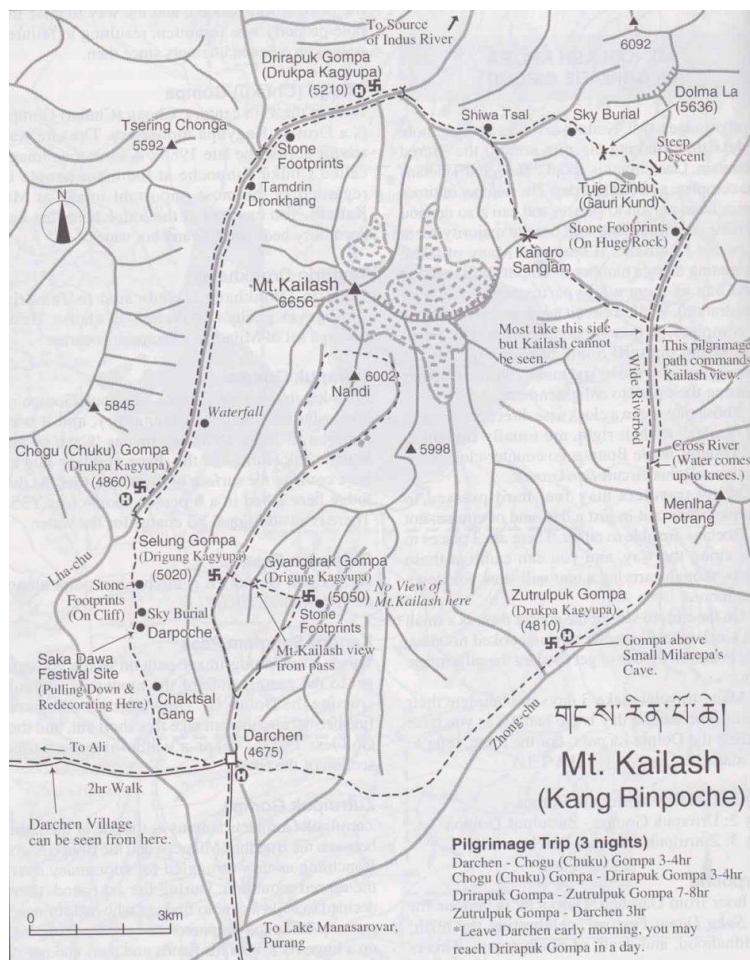 To Source
of Indus River
6092
Drirapuk Gompa
(Drukpa Kagyupa)
(5210)
Dolma La
(5636)
Tsering Chonga
5592
Shiwa Tsal
Sky Burial
Stone
Footprints
Steep
Descent
Tamdrin
Dronkhang
Tuje Dzinbu
(Gauri Kund)
N
Stone Footprints
(On Huge Rock)
Kandro
Sanglam
Mt.Kailash
6656
Most take this side
but Kailash cannot
be seen.
This pilgrimage
path commands
Kailash view.
6002
Nandi
5845
Wide Riverbed
Waterfall
5998
Chogu (Chuku) Gompa
(Drukpa Kagyupa)
(4860)
Cross River
(Water comes
up to knees.)
Menlha
Potrang
Lha-chu
Selung Gompa
(Drigung Kagyupa)
(5020)
Gyangdrak Gompa
(Drigung Kagyupa)
(5050)
No View of
Mt.Kailash here
Stone
Footprints
(On Cliff)
Stone
Footprint
Zutrulpuk Gompa
(Drukpa Kagyupa)
(4810)
Sky Burial
Darpoche
Mt.Kailash view
from pass
Gompa above
Small Milarepa's
Cave.
Saka Dawa
Festival Site
(Pulling Down &
Redecorating Here)
Chaktsal
Gang
Zhong-chu
Darchen
(4675)
To Ali
2hr Walk
Darchen Village
can be seen from here.
གངས་རིན་པོ་ཆེ།
Mt. Kailash
(Kang Rinpoche)
Pilgrimage Trip (3 nights)
Darchen - Chogu (Chuku) Gompa 3-4hr
Chogu (Chuku) Gompa - Drirapuk Gompa 3-4hr
Drirapuk Gompa - Zutrulpuk Gompa 7-8hr
Zutrulpuk Gompa - Darchen 3hr
*Leave Darchen early morning, you may
reach Drirapuk Gompa in a day.
0 3km
To Lake Manasarovar,
Purang